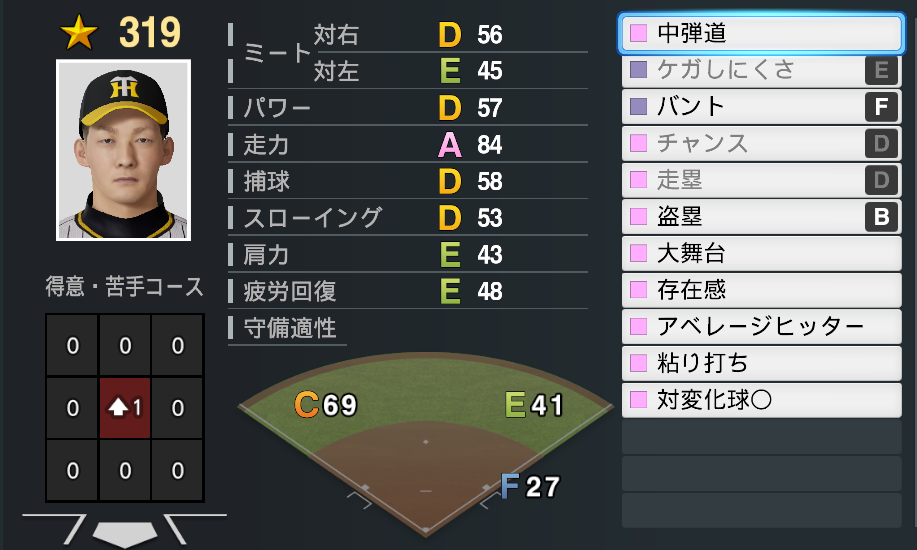 319
ミート
対右 D 56
対左 E 45
パワー D 57
走力 A 84
捕球 D 58
スローイング D 53
肩力 E 43
疲労回復 E 48
守備適性
C69
E41
F27
得意・苦手コース
0 0 0
0 1 0
0 0 0
中弾道
ケガしにくさ E
バント F
チャンス D
走塁 D
盗塁 B
大舞台
存在感
アベレージヒッター
粘り打ち
対変化球〇